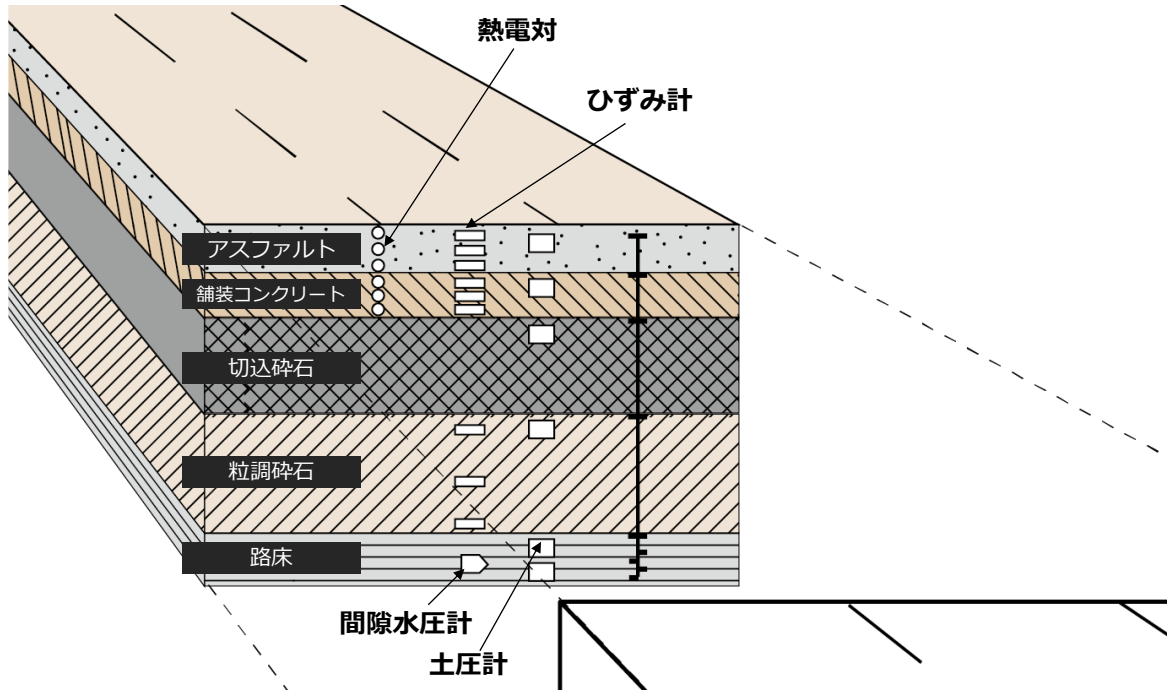 熱電対
ひずみ計
アスファルト
舗装コンクリート
切込砕石
粒調砕石
路床
間隙水圧計
土圧計